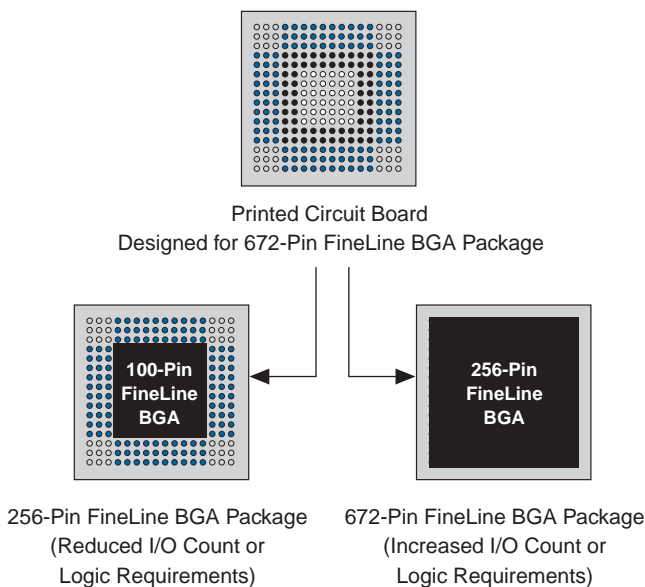 Printed Circuit Board
Designed for 672-Pin FineLine BGA Package
100-Pin
FineLine
BGA
256-Pin
FineLine
BGA
256-Pin FineLine BGA Package
(Reduced I/O Count or
Logic Requirements)
672-Pin FineLine BGA Package
(Increased I/O Count or
Logic Requirements)